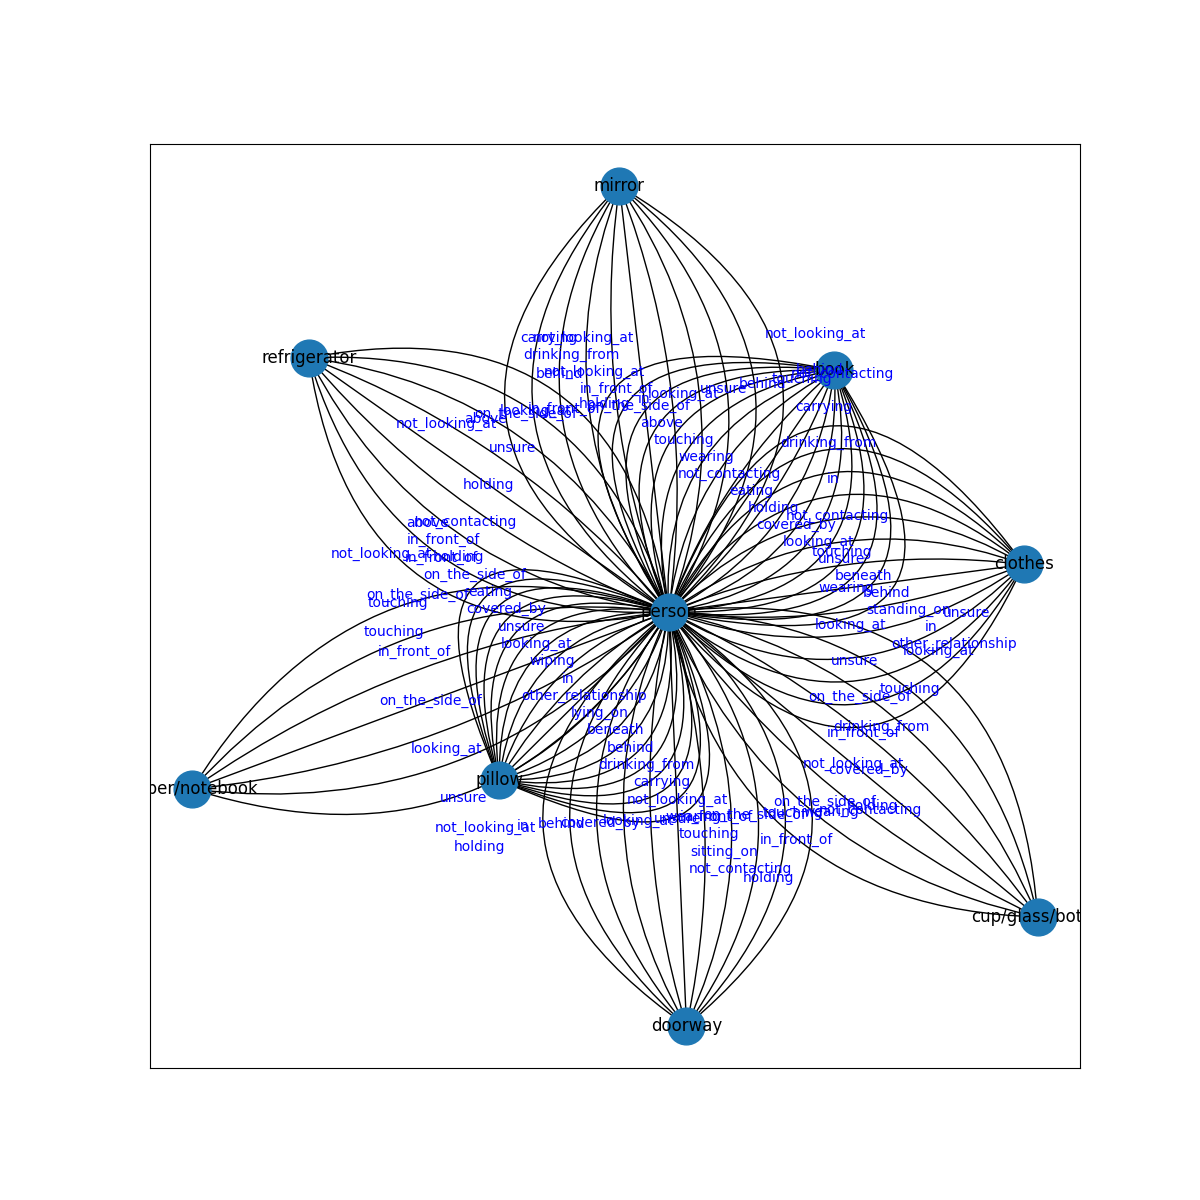 mirror
not_looking_at
carrying
not_looking_at
drinking_from
refrigerator
behind
not_looking_at
book
not_contacting
touching
behind
in_front_of
unsure
looking_at
in
holding
on_the_side_of
carrying
above
not_looking_at
above
touching
drinking_from
unsure
wearing
not_contacting
in
holding
eating
holding
not_contacting
above
not_contacting
covered_by
in_front_of
looking_at
not_looking_at
in_front_of
holding
touching
unsure
clothes
on_the_side_of
beneath
eating
wearing
behind
on_the_side_of
touching
covered_by
standing_on
unsure
person
touching
unsure
looking_at
in
in_front_of
looking_at
other_relationship
looking_at
wiping
unsure
in
touching
on_the_side_of
other_relationship
on_the_side_of
lying_on
beneath
drinking_from
in_front_of
looking_at
behind
drinking_from
not_looking_at
covered_by
pillow
carrying
per/notebook
unsure
not_looking_at
on_the_side_of
holding
not_contacting
not_looking_at
in
behind
covered_by
looking_at
touching
in_front_of
holding
sitting_on
not_contacting
holding
cup/glass/bot
doorway